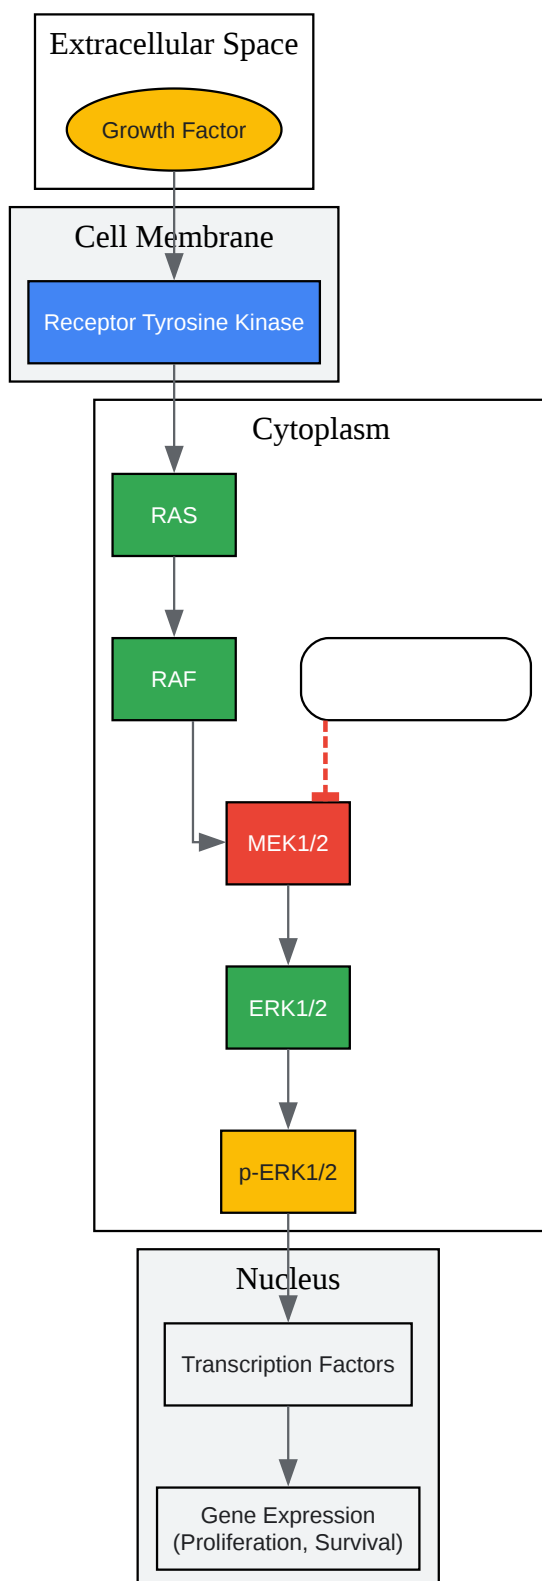 Extracellular Space
Growth Factor
Cell Membrane
Receptor Tyrosine Kinase
Cytoplasm
RAS
RAF
MEK1/2
ERK1/2
p-ERK1/2
Nucleus
Transcription Factors
Gene Expression
(Proliferation, Survival)